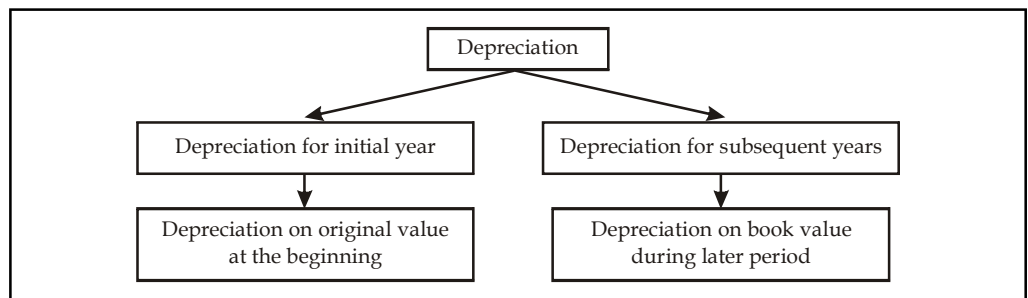 Depreciation
Depreciation for initial year
Depreciation for subsequent years
Depreciation on original value
at the beginning
Depreciation on book value
during later period